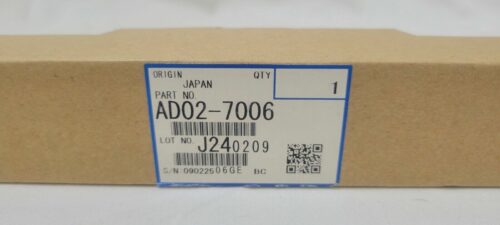 ORIGIN QTY
JAPAN 1
PART NO.
AD02-7006
LOT NO. J240209
S/N:09022506GE BC